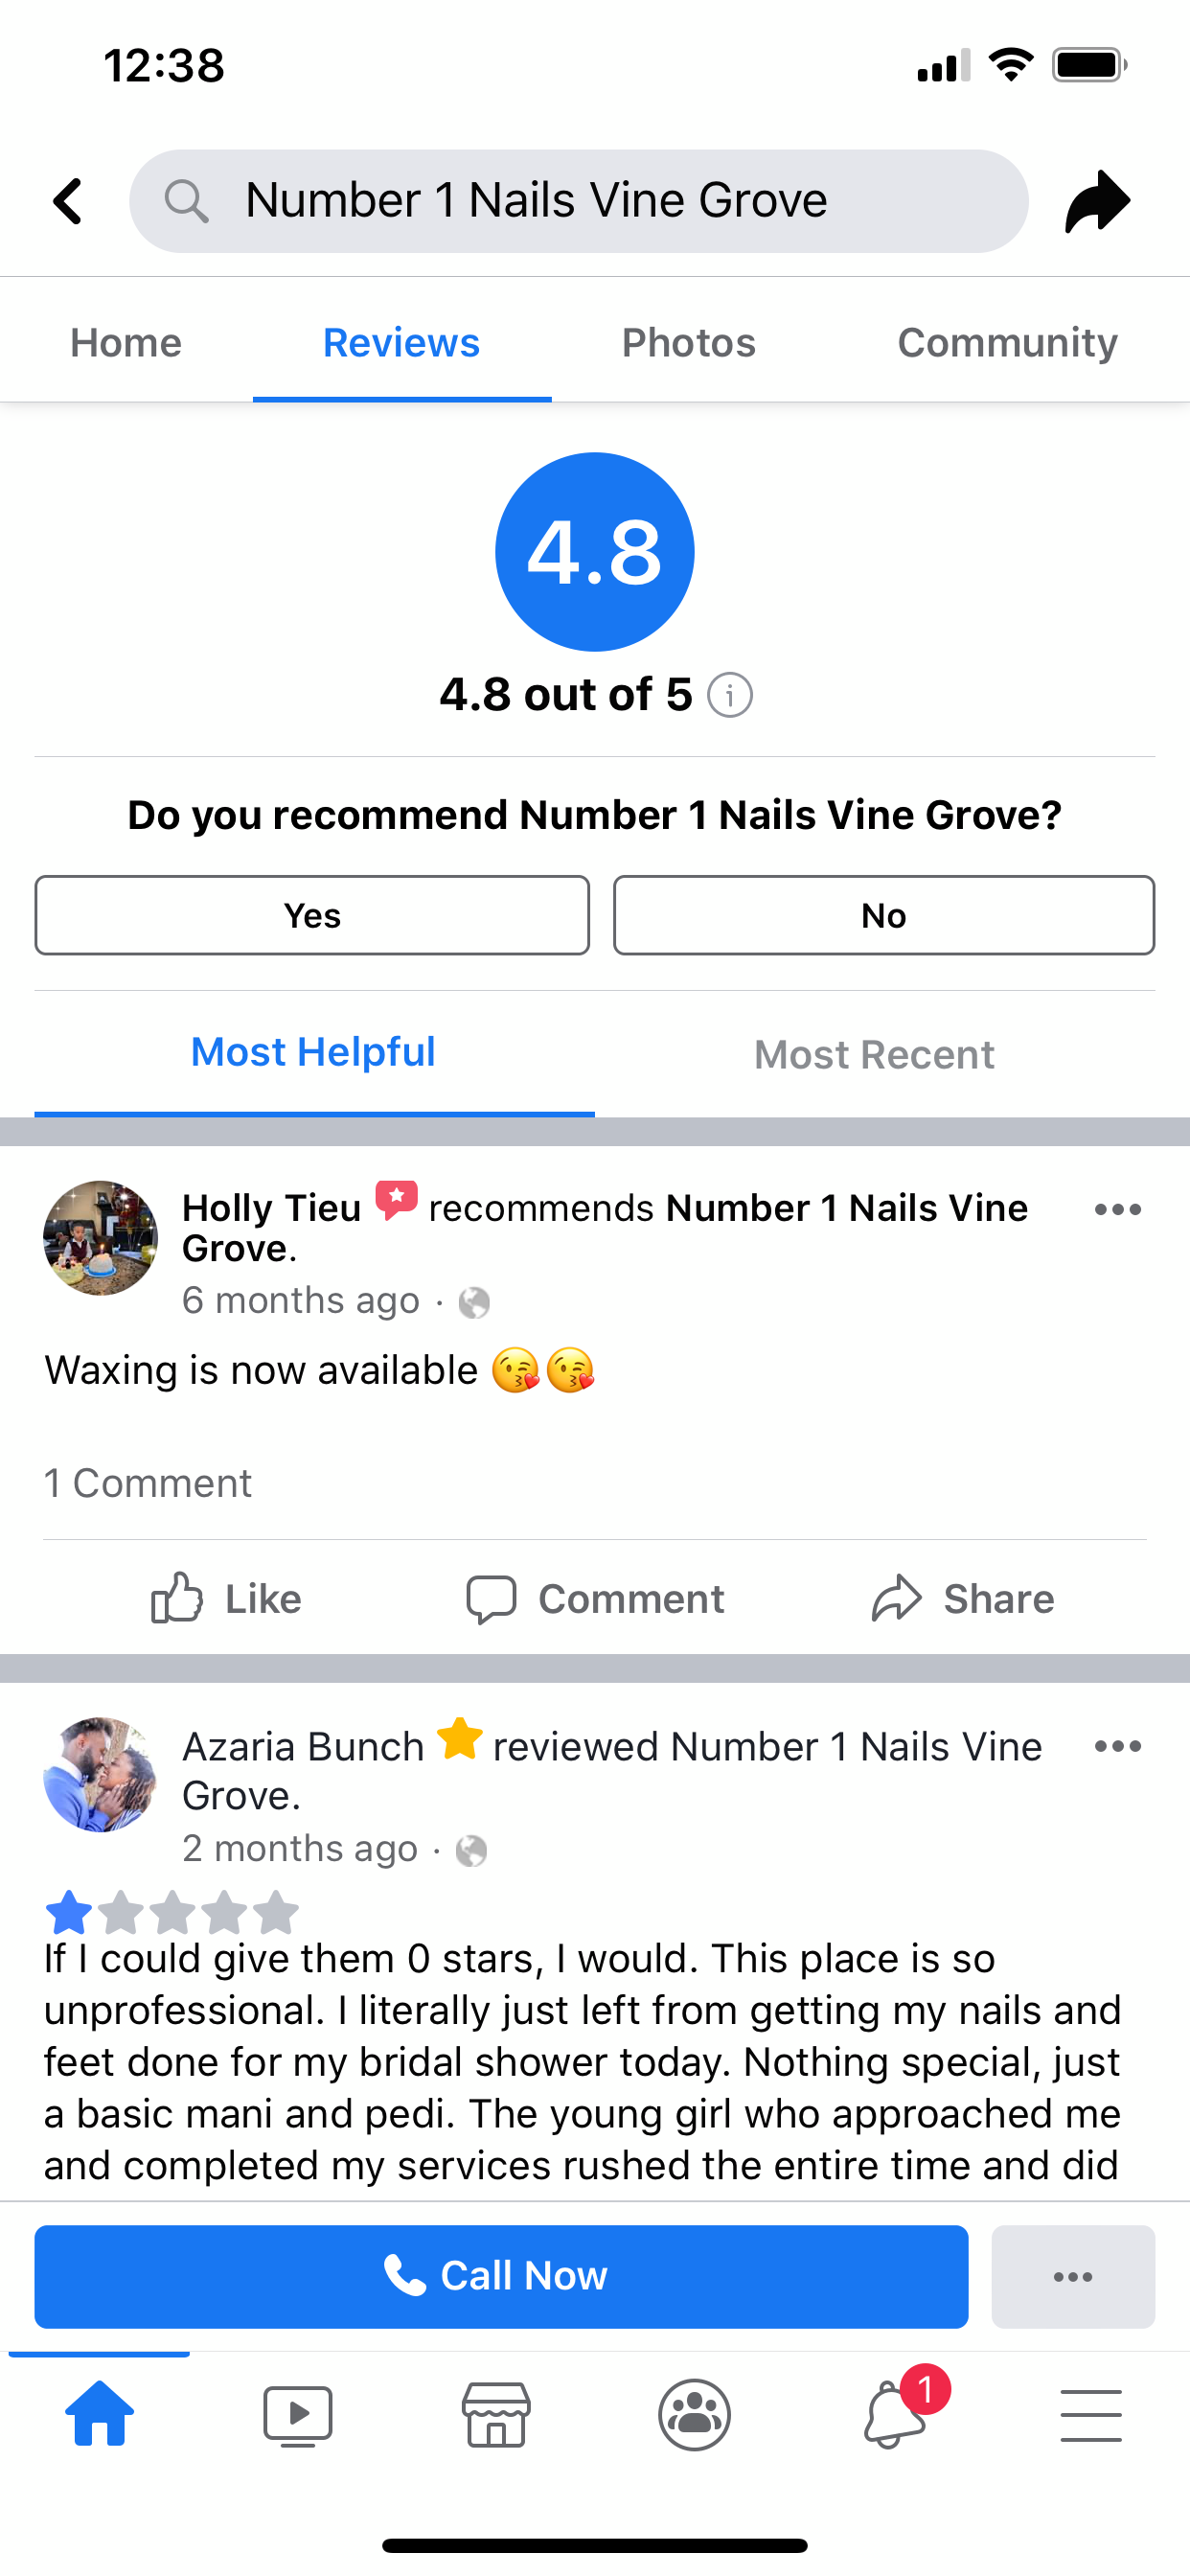 12:38
Number 1 Nails Vine Grove
Home Reviews Photos Community
4.8
4.8 out of 5
Do you recommend Number 1 Nails Vine Grove?
Yes No
Most Helpful Most Recent
Holly Tieu recommends Number 1 Nails Vine
Grove.
6 months ago ·
Waxing is now available 😘😘
1 Comment
Like Comment Share
Azaria Bunch reviewed Number 1 Nails Vine
Grove.
2 months ago ·
If I could give them 0 stars, I would. This place is so
unprofessional. I literally just left from getting my nails and
feet done for my bridal shower today. Nothing special, just
a basic mani and pedi. The young girl who approached me
and completed my services rushed the entire time and did
Call Now
1